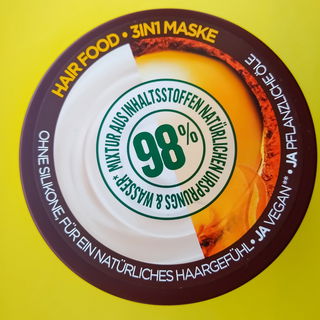 HAIR FOOD • 3IN1 MASKE
98%
MIXTUR AUS INHALTSSTOFFEN NATÜRLICHEN URSPRUNGS & WASSER*
OHNE SILIKONE, FÜR EIN NATÜRLICHES HAARGEFÜHL • JA VEGAN** • JA PFLANZLICHE ÖLE